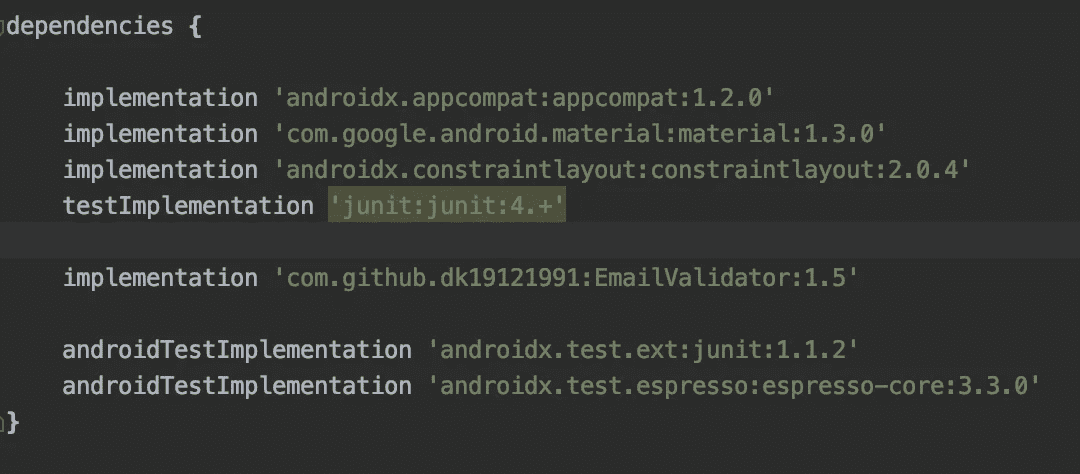 dependencies {
implementation 'androidx.appcompat:appcompat:1.2.0'
implementation 'com.google.android.material:material:1.3.0'
implementation 'androidx.constraintlayout:constraintlayout:2.0.4'
testImplementation 'junit:junit:4.+'
implementation 'com.github.dk19121991:EmailValidator:1.5'
androidTestImplementation 'androidx.test.ext:junit:1.1.2'
androidTestImplementation 'androidx.test.espresso:espresso-core:3.3.0'
}